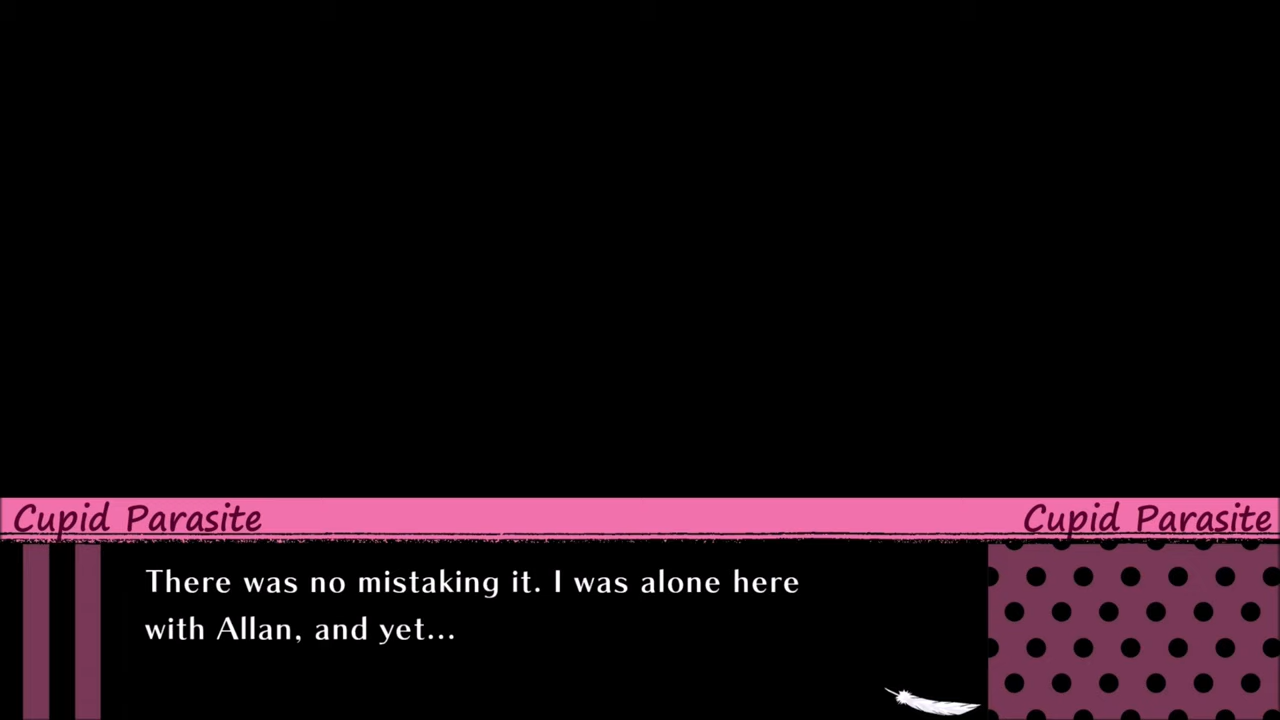 Cupid Parasite
Cupid Parasite
There was no mistaking it. I was alone here
with Allan, and yet...